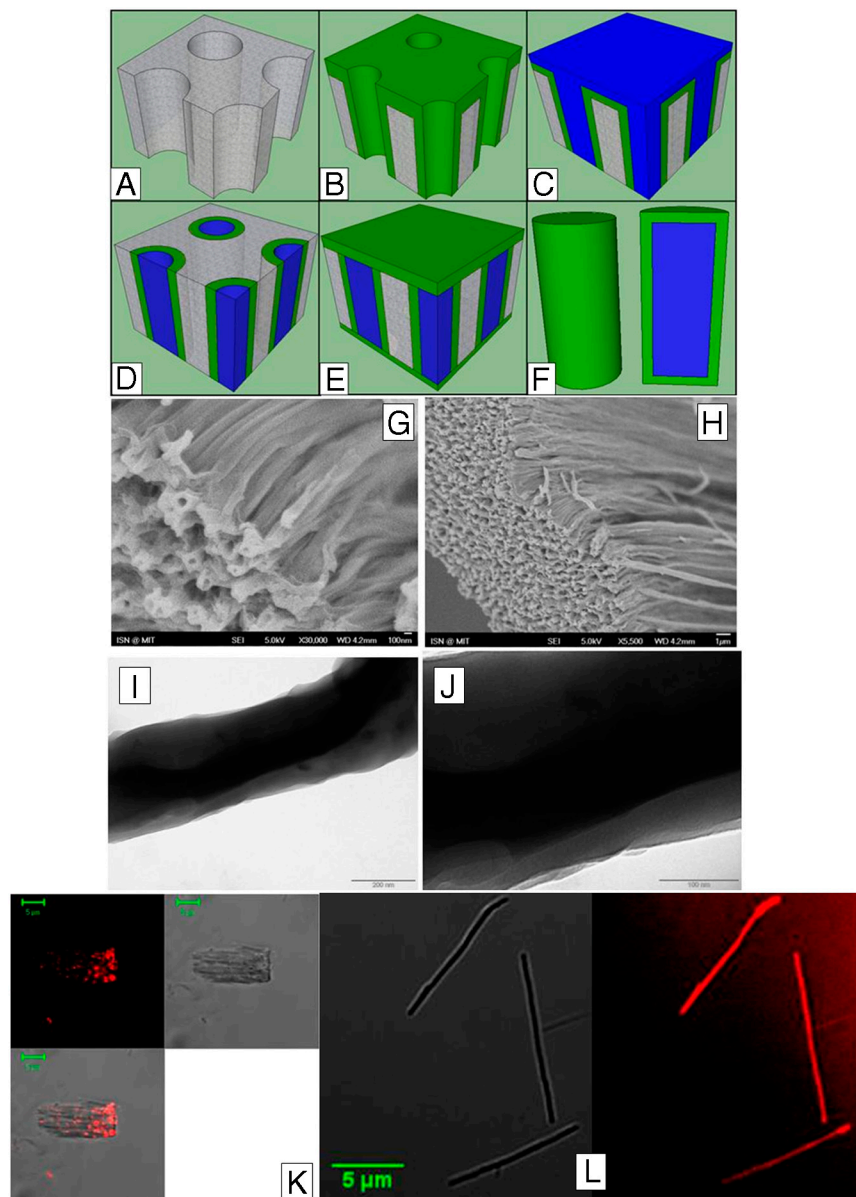 A
B
C
D
E
F
G
H
ISN @ MIT SEI 5.0kV X30,000 WD 4.2mm 100nm
ISN @ MIT SEI 5.0kV X5,500 WD 4.2mm 1µm
I
J
200 nm
100 nm
5 µm
K
5 µm
L